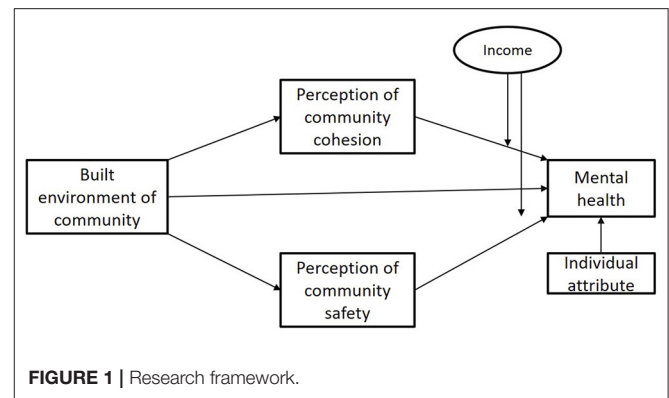 Income
Perception of
community
cohesion
Built
environment of
community
Mental
health
Perception of
community
safety
Individual
attribute
FIGURE 1 | Research framework.